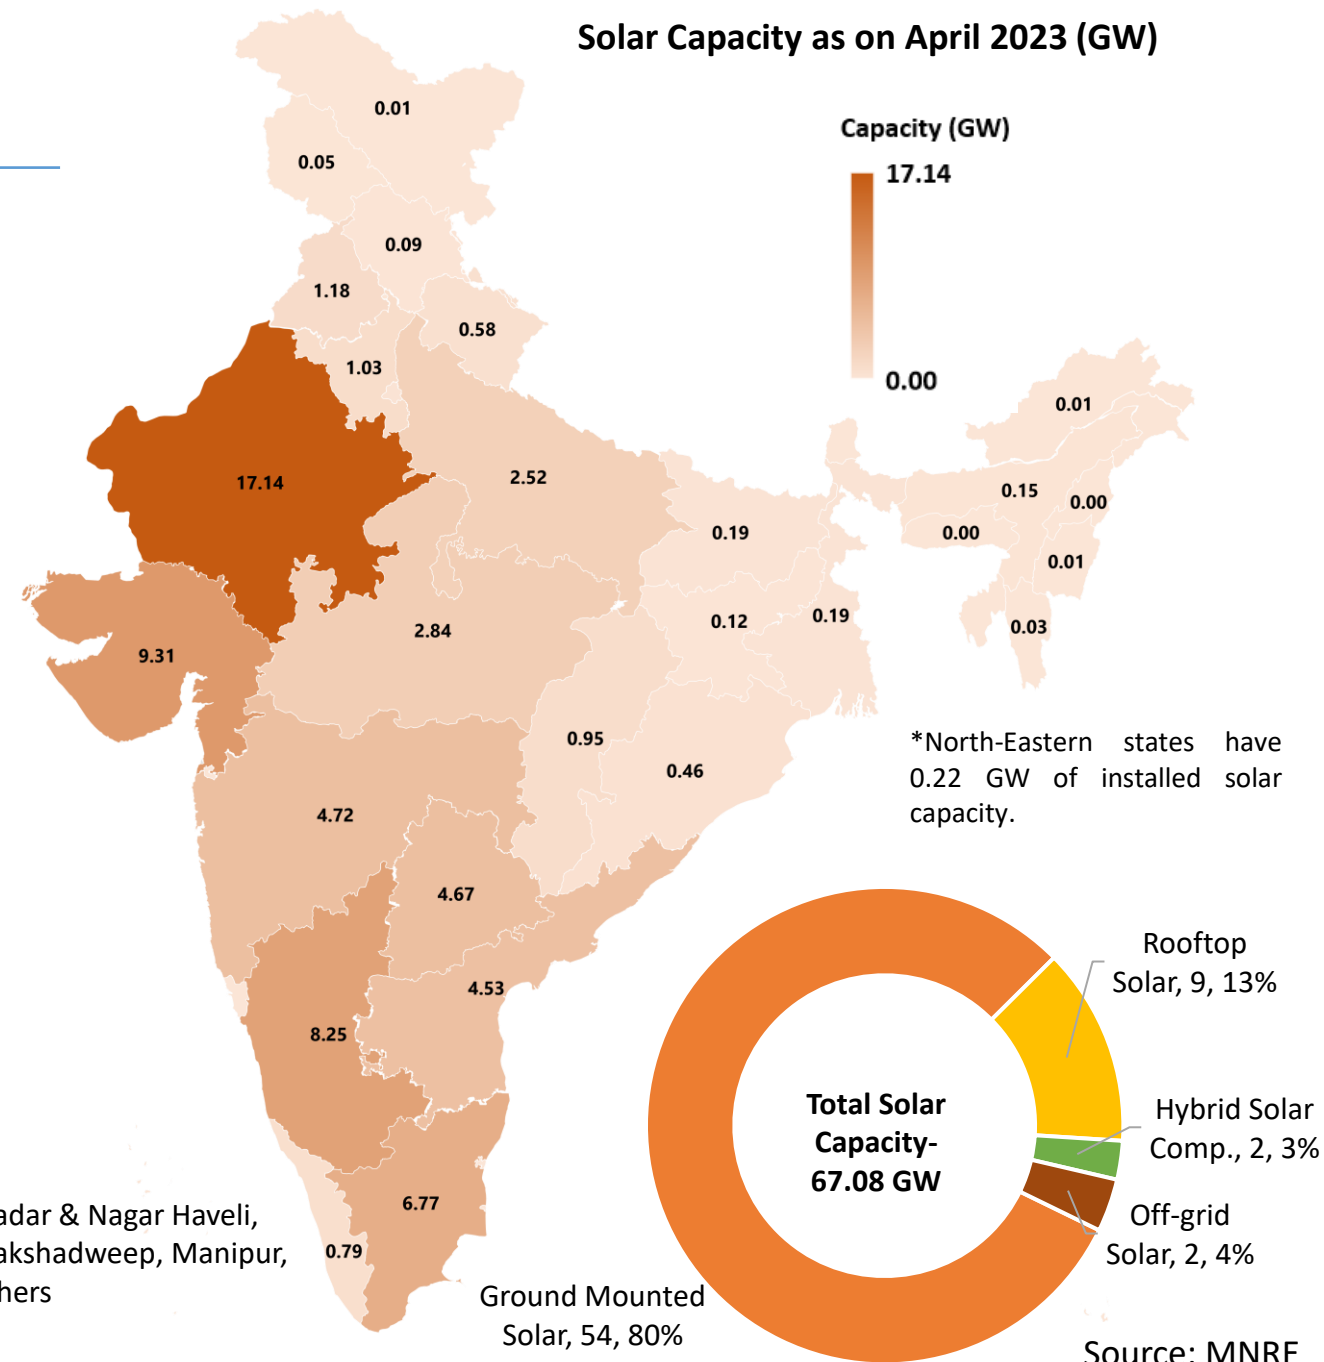 Solar Capacity as on April 2023 (GW)
Capacity (GW)
17.14
0.00
0.01
0.05
0.09
1.18
0.58
1.03
17.14
2.52
0.19
0.01
0.15
0.00
0.00
0.01
0.03
9.31
2.84
0.12
0.19
0.95
0.46
4.72
4.67
4.53
8.25
6.77
0.79
*North-Eastern states have
0.22 GW of installed solar
capacity.
Rooftop
Solar, 9, 13%
Hybrid Solar
Comp., 2, 3%
Off-grid
Solar, 2, 4%
Total Solar
Capacity-
67.08 GW
Ground Mounted
Solar, 54, 80%
adar & Nagar Haveli,
akshadweep, Manipur,
hers
Source: MNRE